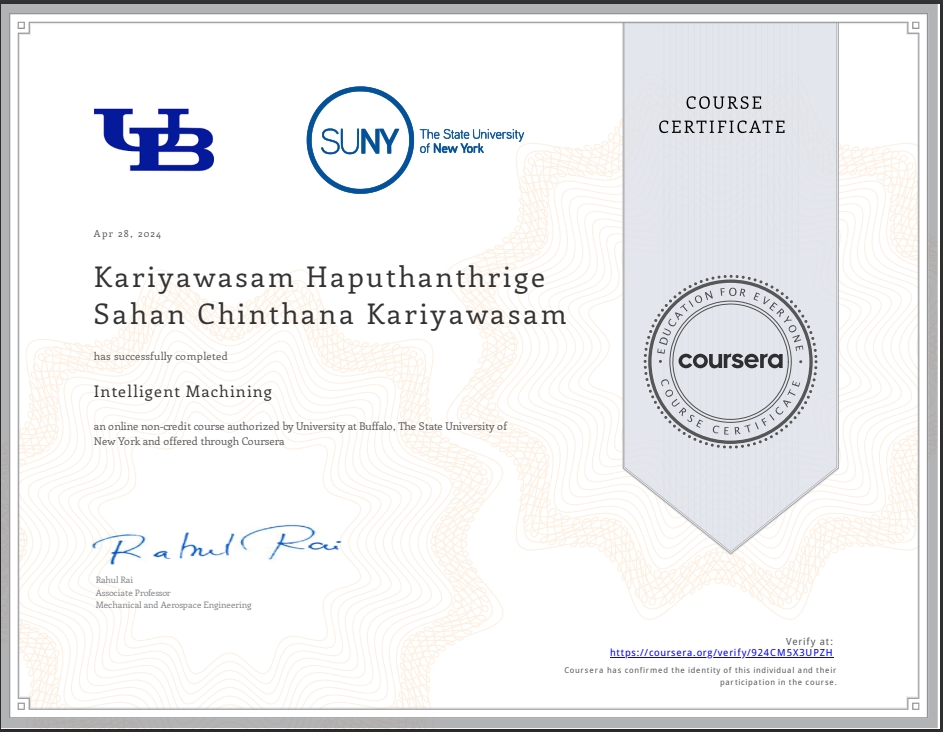 UB
SUNY
The State University
of New York
COURSE
CERTIFICATE
Apr 28, 2024
Kariyawasam Haputhanthrige
Sahan Chinthana Kariyawasam
has successfully completed
Intelligent Machining
an online non-credit course authorized by University at Buffalo, The State University of
New York and offered through Coursera
EDUCATION FOR EVERYONE
coursera
COURSE CERTIFICATE
Rahul Rai
Rahul Rai
Associate Professor
Mechanical and Aerospace Engineering
Verify at:
https://coursera.org/verify/924CM5X3UPZH
Coursera has confirmed the identity of this individual and their
participation in the course.